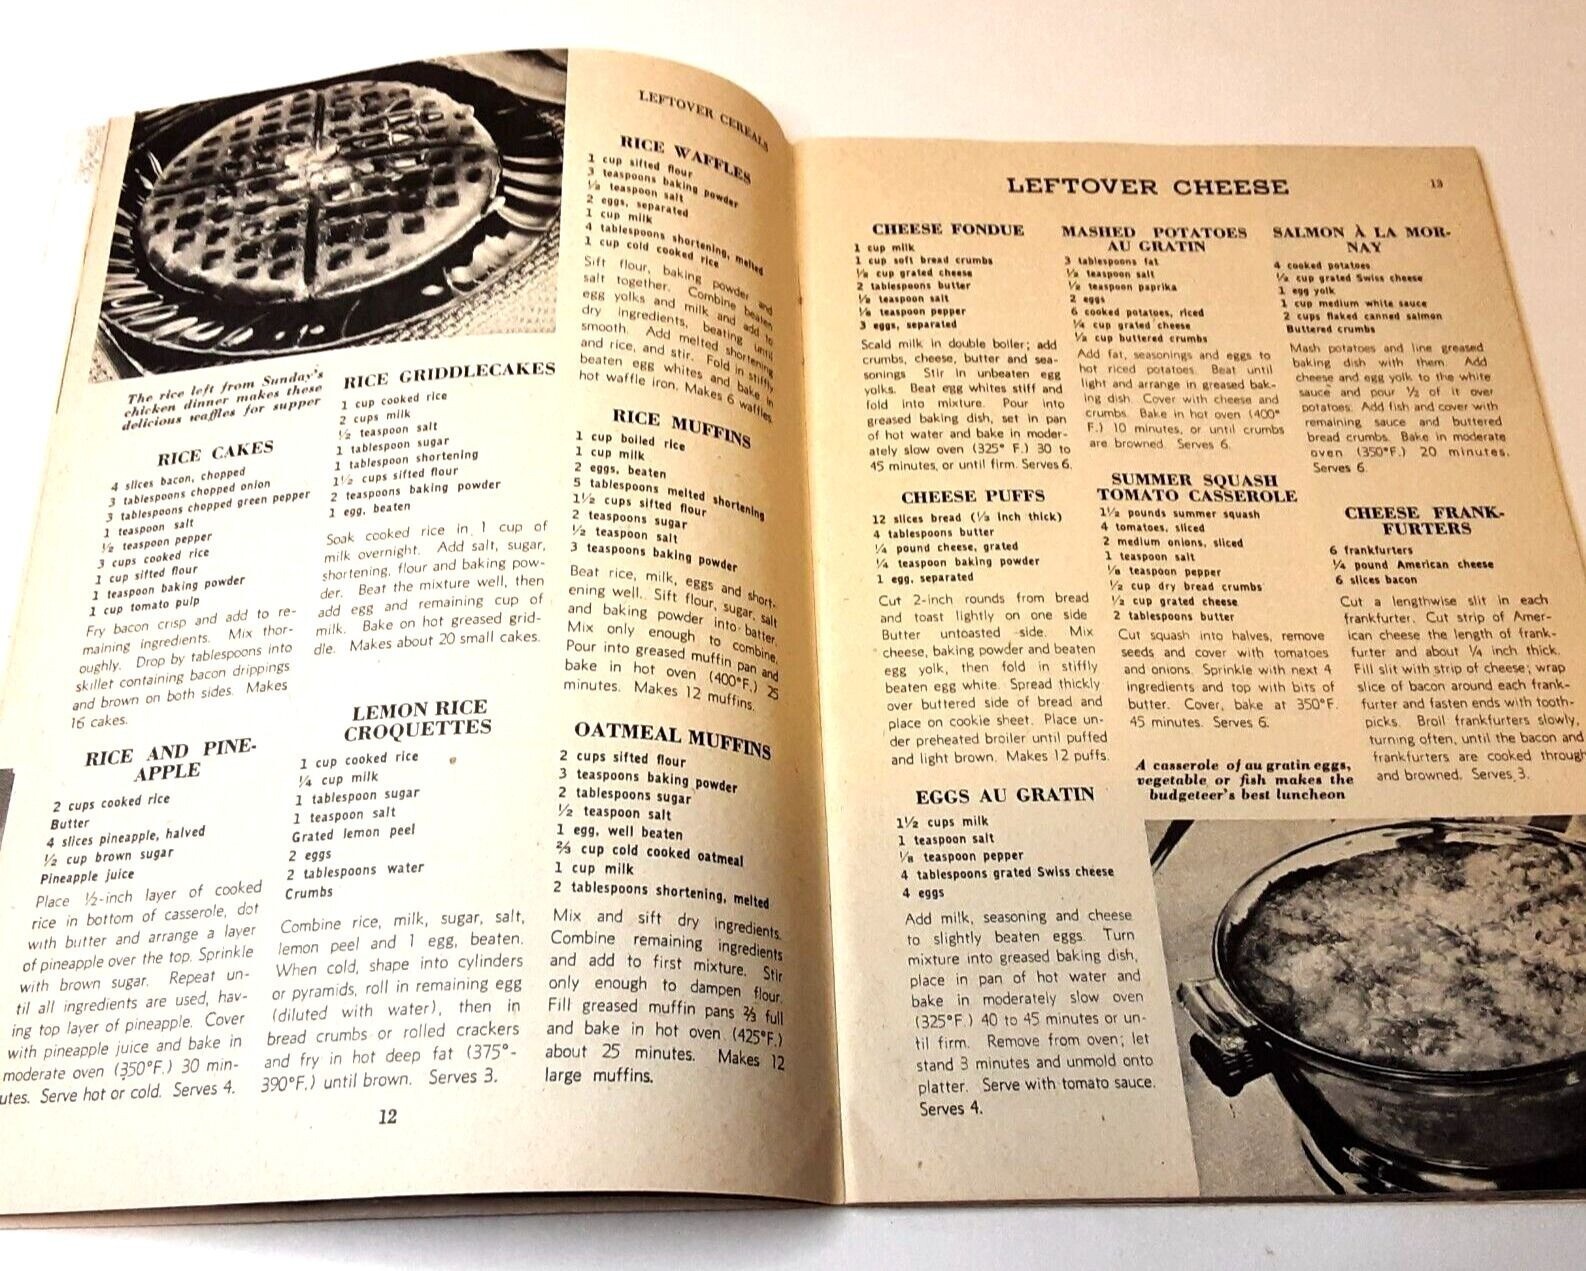 The rice left from Sunday's
chicken dinner makes these
delicious waffles for supper
RICE CAKES
4 slices bacon, chopped
3 tablespoons chopped onion
3 tablespoons chopped green pepper
1 teaspoon salt
½ teaspoon pepper
3 cups cooked rice
1 cup sifted flour
1 teaspoon baking powder
1 cup tomato pulp
Fry bacon crisp and add to re-
maining ingredients. Mix thor-
oughly. Drop by tablespoons into
skillet containing bacon drippings
and brown on both sides. Makes
16 cakes.
RICE AND PINE-
APPLE
2 cups cooked rice
Butter
4 slices pineapple, halved
½ cup brown sugar
Pineapple juice
Place ½-inch layer of cooked
rice in bottom of casserole, dot
with butter and arrange a layer
of pineapple over the top. Sprinkle
with brown sugar. Repeat un-
til all ingredients are used, hav-
ing top layer of pineapple. Cover
with pineapple juice and bake in
moderate oven (350°F.) 30 min-
utes. Serve hot or cold. Serves 4.
RICE GRIDDLECAKES
1 cup cooked rice
2 cups milk
½ teaspoon salt
1 tablespoon sugar
1 tablespoon shortening
1½ cups sifted flour
2 teaspoons baking powder
1 egg, beaten
Soak cooked rice in 1 cup of
milk overnight. Add salt, sugar,
shortening, flour and baking pow-
der. Beat the mixture well, then
add egg and remaining cup of
milk. Bake on hot greased grid-
dle. Makes about 20 small cakes.
LEMON RICE
CROQUETTES
1 cup cooked rice
¼ cup milk
1 tablespoon sugar
1 teaspoon salt
Grated lemon peel
2 eggs
2 tablespoons water
Crumbs
Combine rice, milk, sugar, salt,
lemon peel and 1 egg, beaten.
When cold, shape into cylinders
or pyramids, roll in remaining egg
(diluted with water), then in
bread crumbs or rolled crackers
and fry in hot deep fat (375°-
390°F.) until brown. Serves 3.
LEFTOVER CEREALS
RICE WAFFLES
1 cup sifted flour
3 teaspoons baking powder
½ teaspoon salt
2 eggs, separated
1 cup milk
4 tablespoons shortening, melted
1 cup cold cooked rice
Sift flour, baking powder and
salt together. Combine beaten
egg yolks and milk and add to
dry ingredients, beating until
smooth. Add melted shortening
and rice, and stir. Fold in stiffly
beaten egg whites and bake in
hot waffle iron. Makes 6 waffles.
RICE MUFFINS
1 cup boiled rice
1 cup milk
2 eggs, beaten
5 tablespoons melted shortening
1½ cups sifted flour
2 teaspoons sugar
½ teaspoon salt
3 teaspoons baking powder
Beat rice, milk, eggs and short-
ening well. Sift flour, sugar, salt
and baking powder into batter.
Mix only enough to combine.
Pour into greased muffin pan and
bake in hot oven (400°F.) 25
minutes. Makes 12 muffins.
OATMEAL MUFFINS
2 cups sifted flour
3 teaspoons baking powder
2 tablespoons sugar
½ teaspoon salt
1 egg, well beaten
⅔ cup cold cooked oatmeal
1 cup milk
2 tablespoons shortening, melted
Mix and sift dry ingredients.
Combine remaining ingredients
and add to first mixture. Stir
only enough to dampen flour.
Fill greased muffin pans ⅔ full
and bake in hot oven (425°F.)
about 25 minutes. Makes 12
large muffins.
12
LEFTOVER CHEESE
13
CHEESE FONDUE
1 cup milk
1 cup soft bread crumbs
½ cup grated cheese
2 tablespoons butter
½ teaspoon salt
⅛ teaspoon pepper
3 eggs, separated
Scald milk in double boiler; add
crumbs, cheese, butter and sea-
sonings Stir in unbeaten egg
yolks. Beat egg whites stiff and
fold into mixture. Pour into
greased baking dish, set in pan
of hot water and bake in moder-
ately slow oven (325° F.) 30 to
45 minutes, or until firm. Serves 6.
CHEESE PUFFS
12 slices bread (⅓ inch thick)
4 tablespoons butter
¼ pound cheese, grated
¼ teaspoon baking powder
1 egg, separated
Cut 2-inch rounds from bread
and toast lightly on one side
Butter untoasted side. Mix
cheese, baking powder and beaten
egg yolk, then fold in stiffly
beaten egg white. Spread thickly
over buttered side of bread and
place on cookie sheet. Place un-
der preheated broiler until puffed
and light brown. Makes 12 puffs.
EGGS AU GRATIN
1½ cups milk
1 teaspoon salt
⅛ teaspoon pepper
4 tablespoons grated Swiss cheese
4 eggs
Add milk, seasoning and cheese
to slightly beaten eggs. Turn
mixture into greased baking dish,
place in pan of hot water and
bake in moderately slow oven
(325°F.) 40 to 45 minutes or un-
til firm. Remove from oven; let
stand 3 minutes and unmold onto
platter. Serve with tomato sauce.
Serves 4.
MASHED POTATOES
AU GRATIN
3 tablespoons fat
½ teaspoon salt
½ teaspoon paprika
2 eggs
6 cooked potatoes, riced
¼ cup grated cheese
½ cup buttered crumbs
Add fat, seasonings and eggs to
hot riced potatoes. Beat until
light and arrange in greased bak-
ing dish. Cover with cheese and
crumbs. Bake in hot oven (400°
F.) 10 minutes, or until crumbs
are browned. Serves 6.
SUMMER SQUASH
TOMATO CASSEROLE
1½ pounds summer squash
4 tomatoes, sliced
2 medium onions, sliced
1 teaspoon salt
⅛ teaspoon pepper
½ cup dry bread crumbs
½ cup grated cheese
2 tablespoons butter
Cut squash into halves, remove
seeds and cover with tomatoes
and onions. Sprinkle with next 4
ingredients and top with bits of
butter. Cover, bake at 350°F.
45 minutes. Serves 6.
A casserole of au gratin eggs,
vegetable or fish makes the
budgeteer's best luncheon
SALMON À LA MOR-
NAY
4 cooked potatoes
½ cup grated Swiss cheese
1 egg yolk
1 cup medium white sauce
2 cups flaked canned salmon
Buttered crumbs
Mash potatoes and line greased
baking dish with them. Add
cheese and egg yolk to the white
sauce and pour ½ of it over
potatoes. Add fish and cover with
remaining sauce and buttered
bread crumbs. Bake in moderate
oven (350°F.) 20 minutes.
Serves 6.
CHEESE FRANK-
FURTERS
6 frankfurters
¼ pound American cheese
6 slices bacon
Cut a lengthwise slit in each
frankfurter. Cut strip of Amer-
ican cheese the length of frank-
furter and about ¼ inch thick.
Fill slit with strip of cheese; wrap
slice of bacon around each frank-
furter and fasten ends with tooth-
picks. Broil frankfurters slowly,
turning often, until the bacon and
frankfurters are cooked through
and browned. Serves 3.